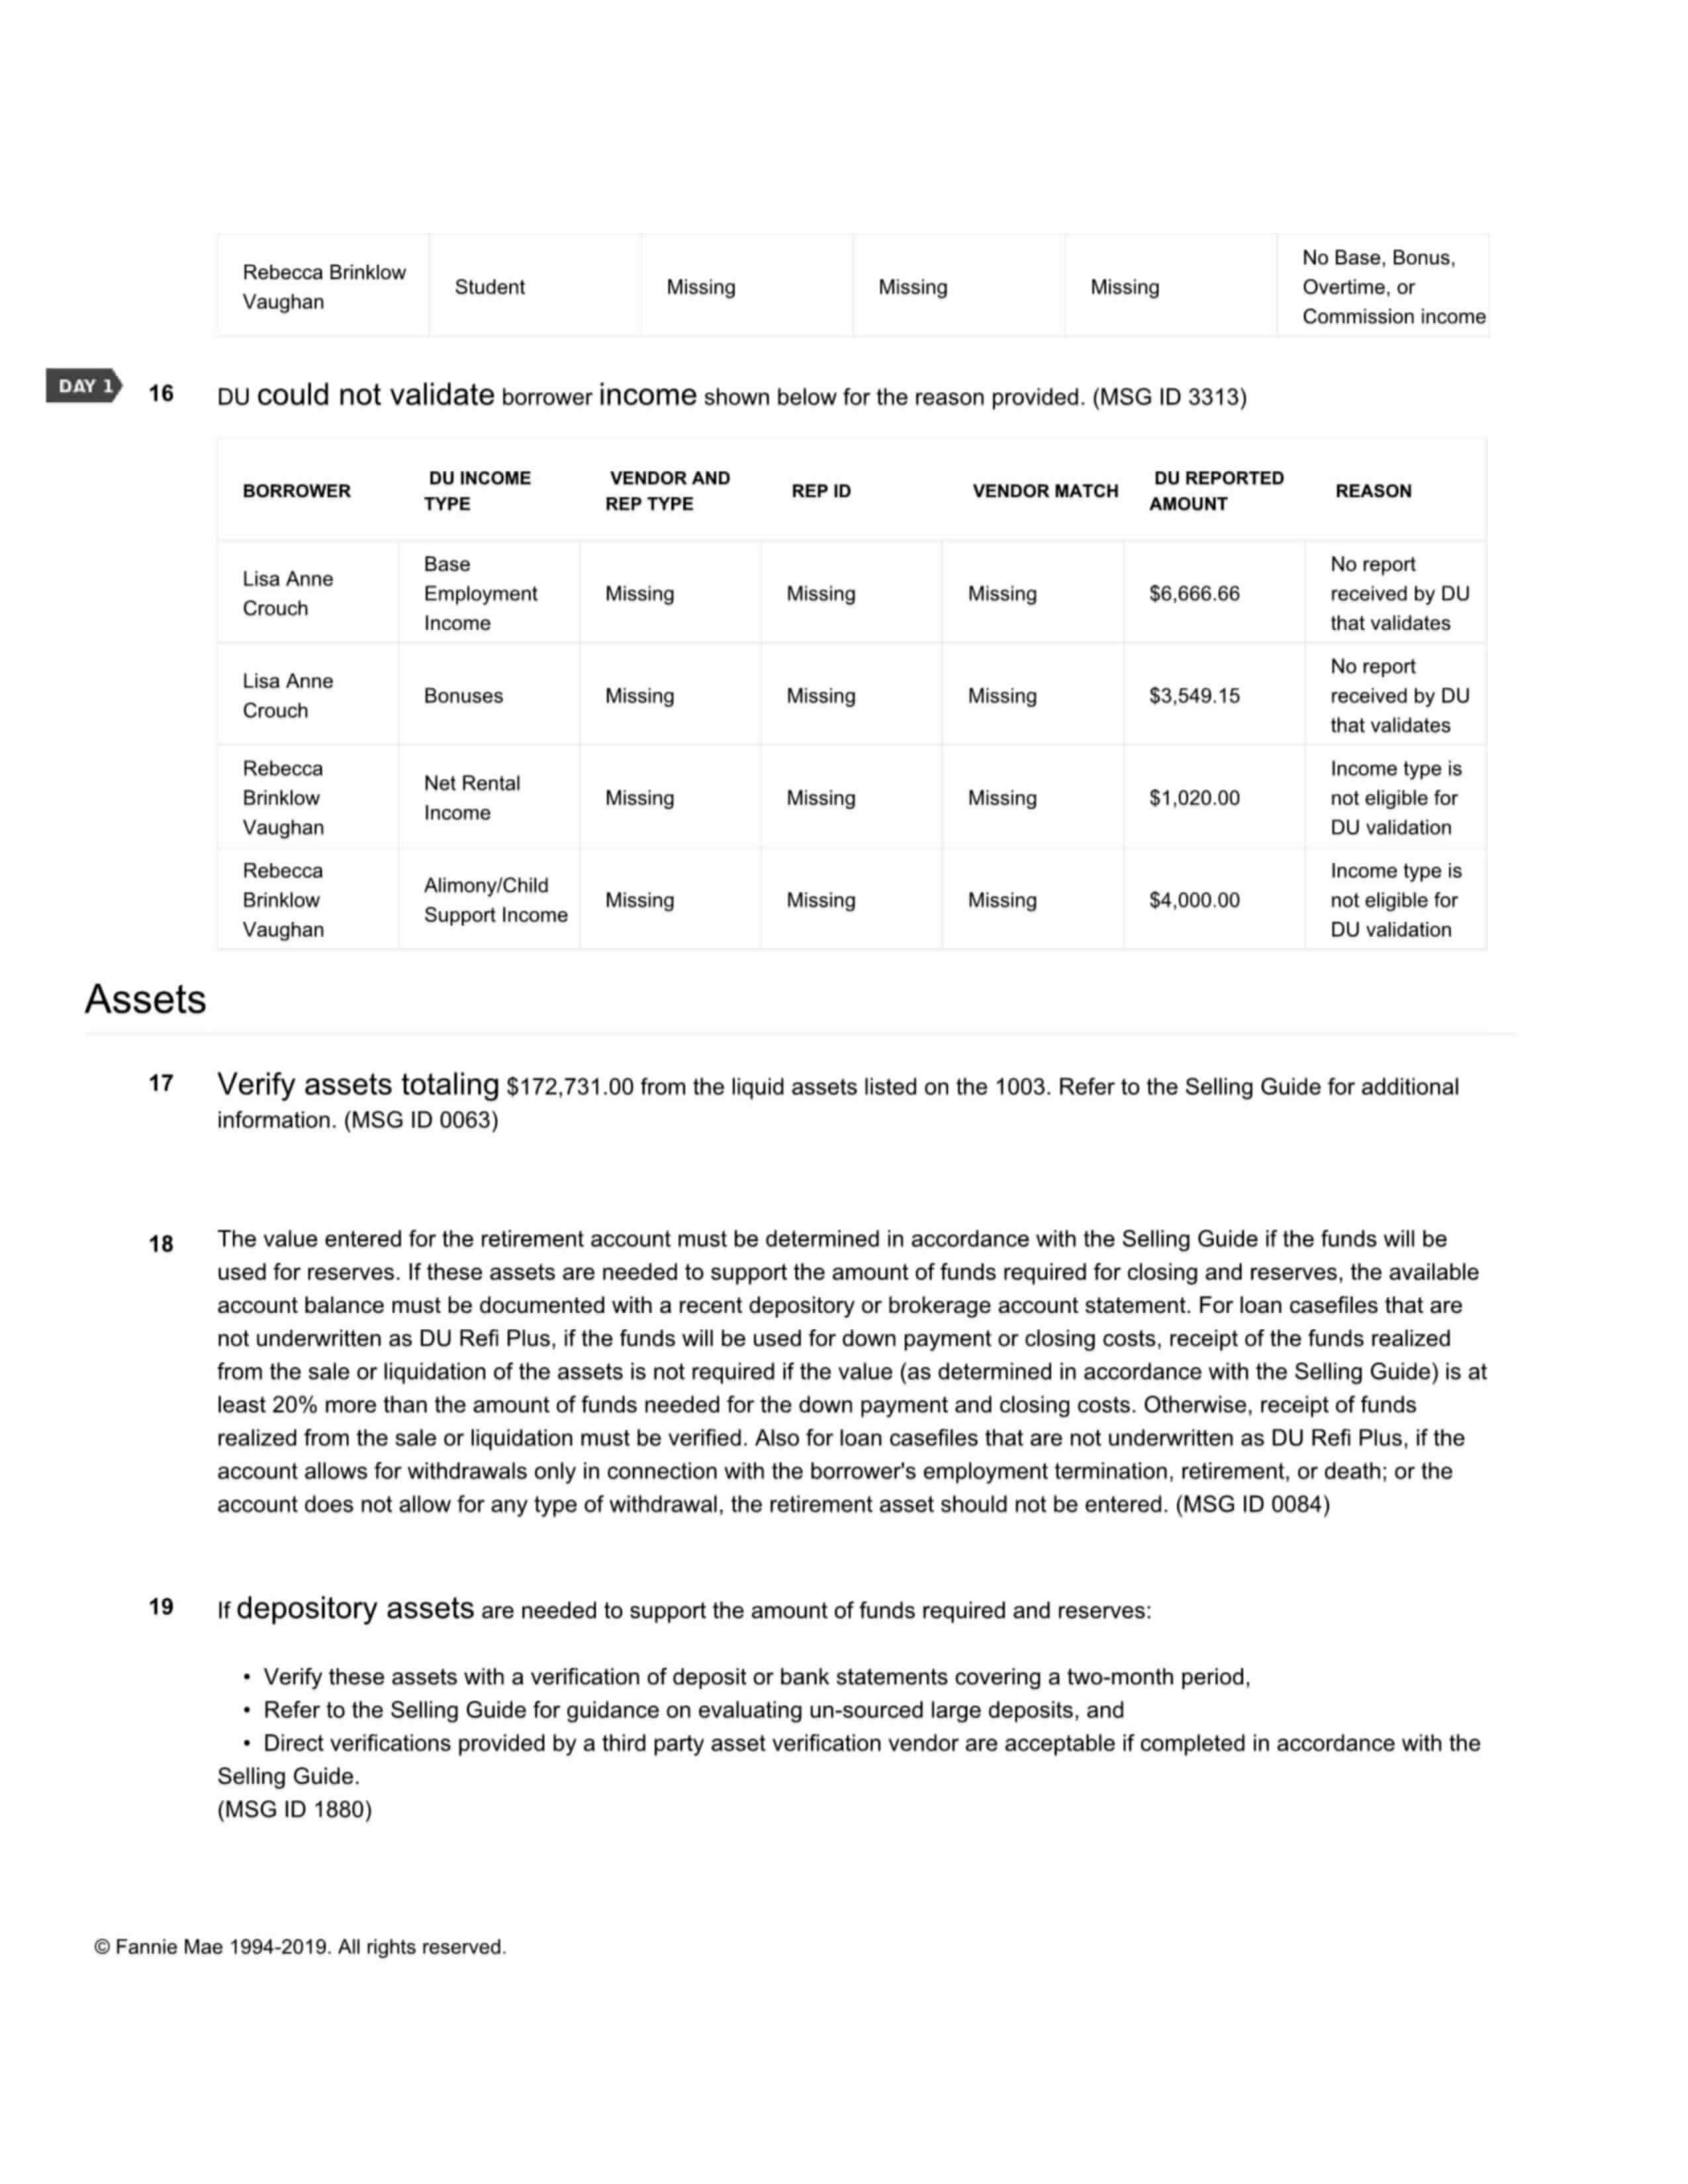 Rebecca Brinklow
Vaughan
Student
Missing
Missing
Missing
No Base, Bonus,
Overtime, or
Commission income
DAY 1
16
DU could not validate borrower income shown below for the reason provided. (MSG ID 3313)
BORROWER
DU INCOME
TYPE
VENDOR AND
REP TYPE
REP ID
VENDOR MATCH
DU REPORTED
AMOUNT
REASON
Lisa Anne
Crouch
Base
Employment
Income
Missing
Missing
Missing
$6,666.66
No report
received by DU
that validates
Lisa Anne
Crouch
Bonuses
Missing
Missing
Missing
$3,549.15
No report
received by DU
that validates
Rebecca
Brinklow
Vaughan
Net Rental
Income
Missing
Missing
Missing
$1,020.00
Income type is
not eligible for
DU validation
Rebecca
Brinklow
Vaughan
Alimony/Child
Support Income
Missing
Missing
Missing
$4,000.00
Income type is
not eligible for
DU validation
Assets
17
Verify assets totaling $172,731.00 from the liquid assets listed on the 1003. Refer to the Selling Guide for additional
information. (MSG ID 0063)
18
The value entered for the retirement account must be determined in accordance with the Selling Guide if the funds will be
used for reserves. If these assets are needed to support the amount of funds required for closing and reserves, the available
account balance must be documented with a recent depository or brokerage account statement. For loan casefiles that are
not underwritten as DU Refi Plus, if the funds will be used for down payment or closing costs, receipt of the funds realized
from the sale or liquidation of the assets is not required if the value (as determined in accordance with the Selling Guide) is at
least 20% more than the amount of funds needed for the down payment and closing costs. Otherwise, receipt of funds
realized from the sale or liquidation must be verified. Also for loan casefiles that are not underwritten as DU Refi Plus, if the
account allows for withdrawals only in connection with the borrower's employment termination, retirement, or death; or the
account does not allow for any type of withdrawal, the retirement asset should not be entered. (MSG ID 0084)
19
If depository assets are needed to support the amount of funds required and reserves:
• Verify these assets with a verification of deposit or bank statements covering a two-month period,
• Refer to the Selling Guide for guidance on evaluating un-sourced large deposits, and
• Direct verifications provided by a third party asset verification vendor are acceptable if completed in accordance with the
Selling Guide.
(MSG ID 1880)
© Fannie Mae 1994-2019. All rights reserved.